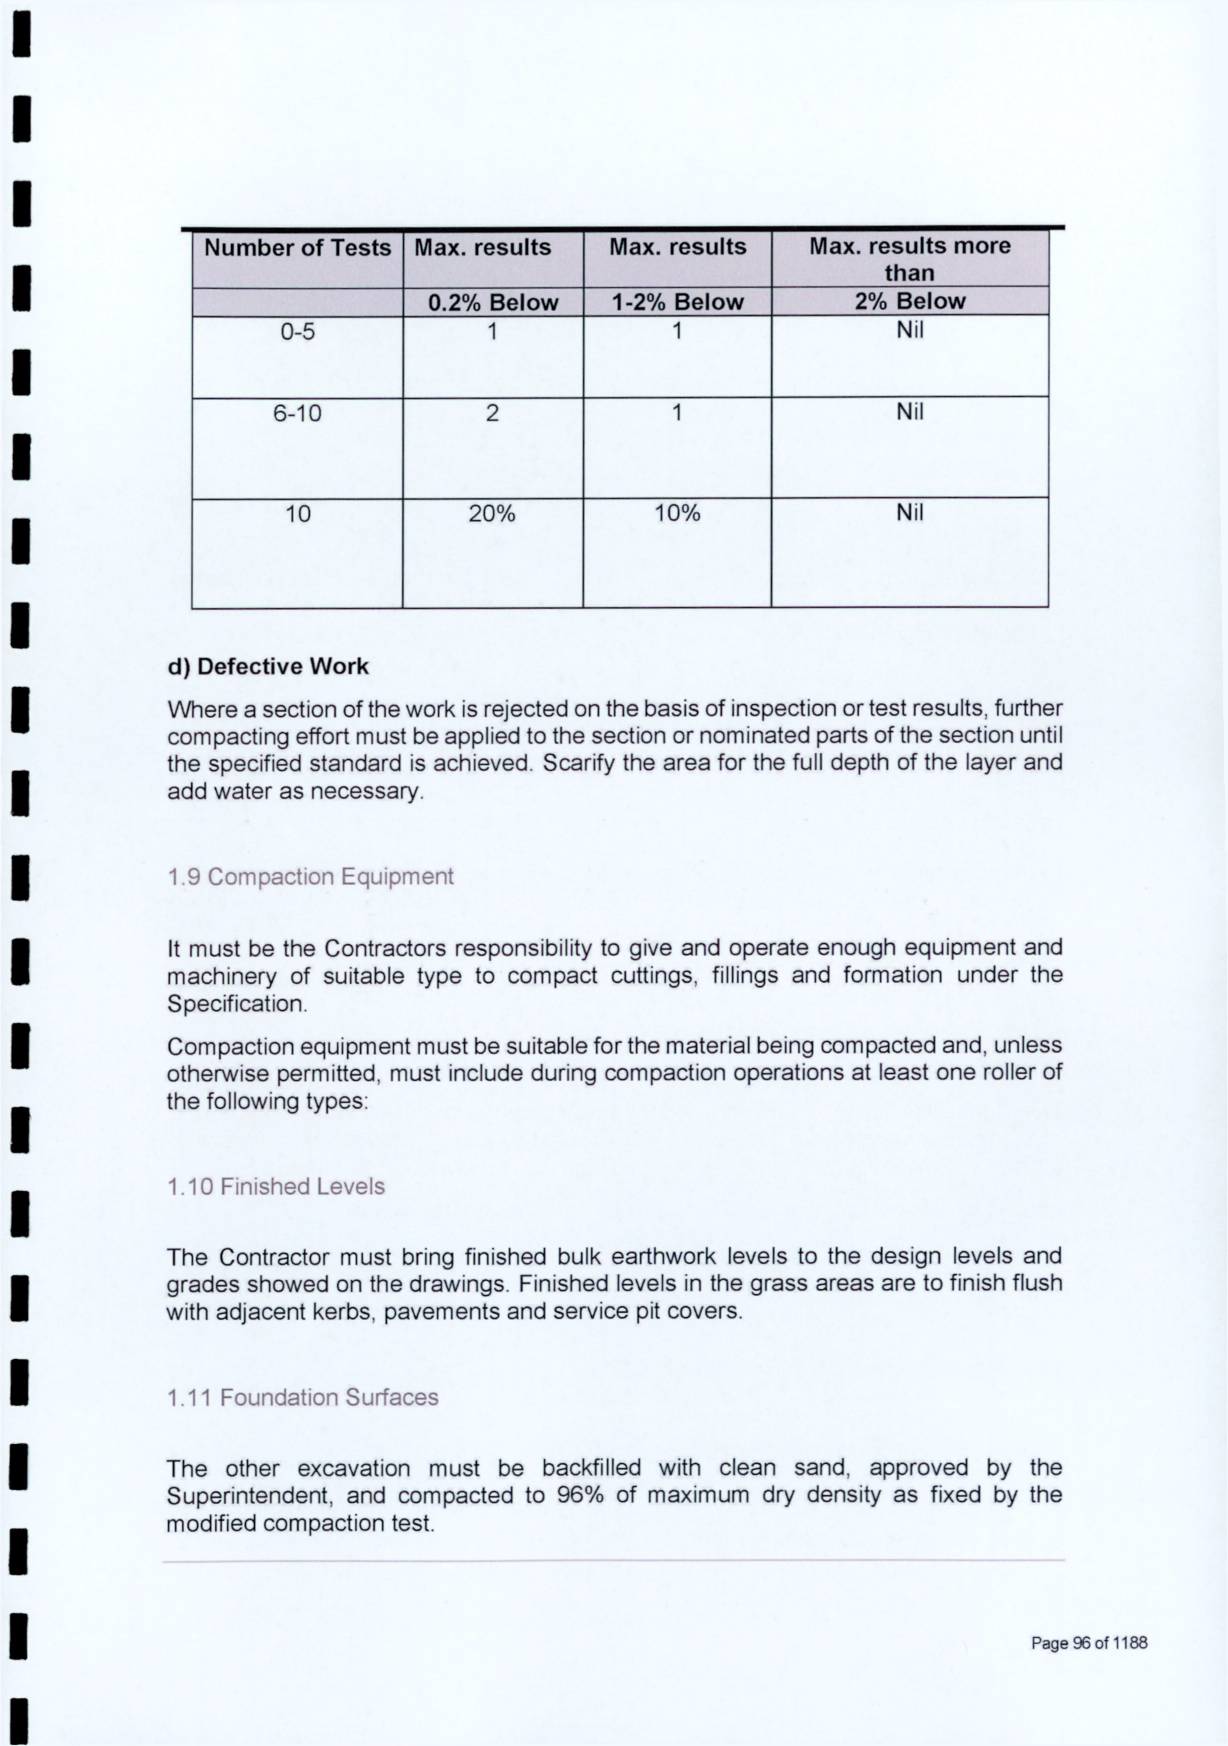 Number of Tests Max. results Max. results Max. results more
than
0.2% Below 1-2% Below 2% Below
0-5 1 1 Nil
6-10 2 1 Nil
10 20% 10% Nil
d) Defective Work
Where a section of the work is rejected on the basis of inspection or test results, further
compacting effort must be applied to the section or nominated parts of the section until
the specified standard is achieved. Scarify the area for the full depth of the layer and
add water as necessary.
1.9 Compaction Equipment
It must be the Contractors responsibility to give and operate enough equipment and
machinery of suitable type to compact cuttings, fillings and formation under the
Specification.
Compaction equipment must be suitable for the material being compacted and, unless
otherwise permitted, must include during compaction operations at least one roller of
the following types:
1.10 Finished Levels
The Contractor must bring finished bulk earthwork levels to the design levels and
grades showed on the drawings. Finished levels in the grass areas are to finish flush
with adjacent kerbs, pavements and service pit covers.
1.11 Foundation Surfaces
The other excavation must be backfilled with clean sand, approved by the
Superintendent, and compacted to 96% of maximum dry density as fixed by the
modified compaction test.
Page 96 of 1188